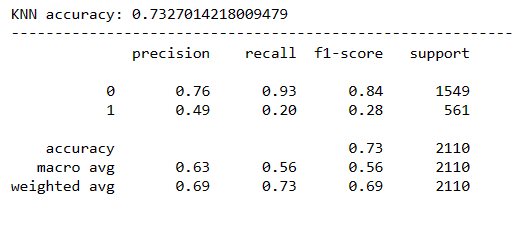 KNN accuracy: 0.7327014218009479
------------------------------------------------------
precision recall f1-score support
0 0.76 0.93 0.84 1549
1 0.49 0.20 0.28 561
accuracy 0.73 2110
macro avg 0.63 0.56 0.56 2110
weighted avg 0.69 0.73 0.69 2110